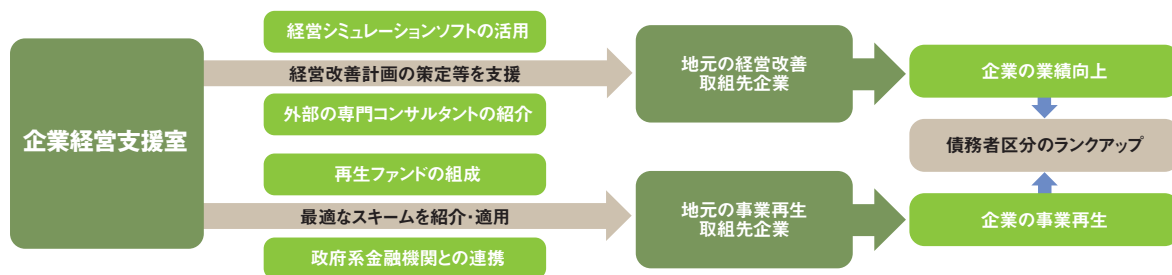 企業経営支援室
経営シミュレーションソフトの活用
経営改善計画の策定等を支援
外部の専門コンサルタントの紹介
再生ファンドの組成
最適なスキームを紹介・適用
政府系金融機関との連携
地元の経営改善
取組先企業
地元の事業再生
取組先企業
企業の業績向上
債務者区分のランクアップ
企業の事業再生